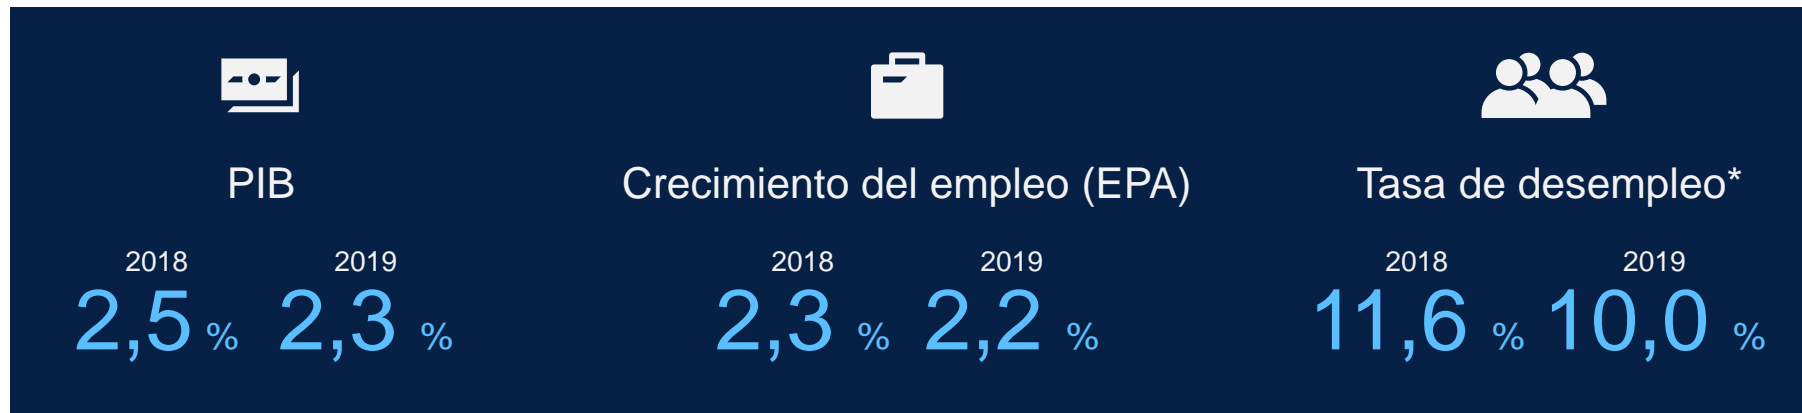 PIB
2018 2019
2,5 % 2,3 %
Crecimiento del empleo (EPA)
2018 2019
2,3 % 2,2 %
Tasa de desempleo*
2018 2019
11,6 % 10,0 %